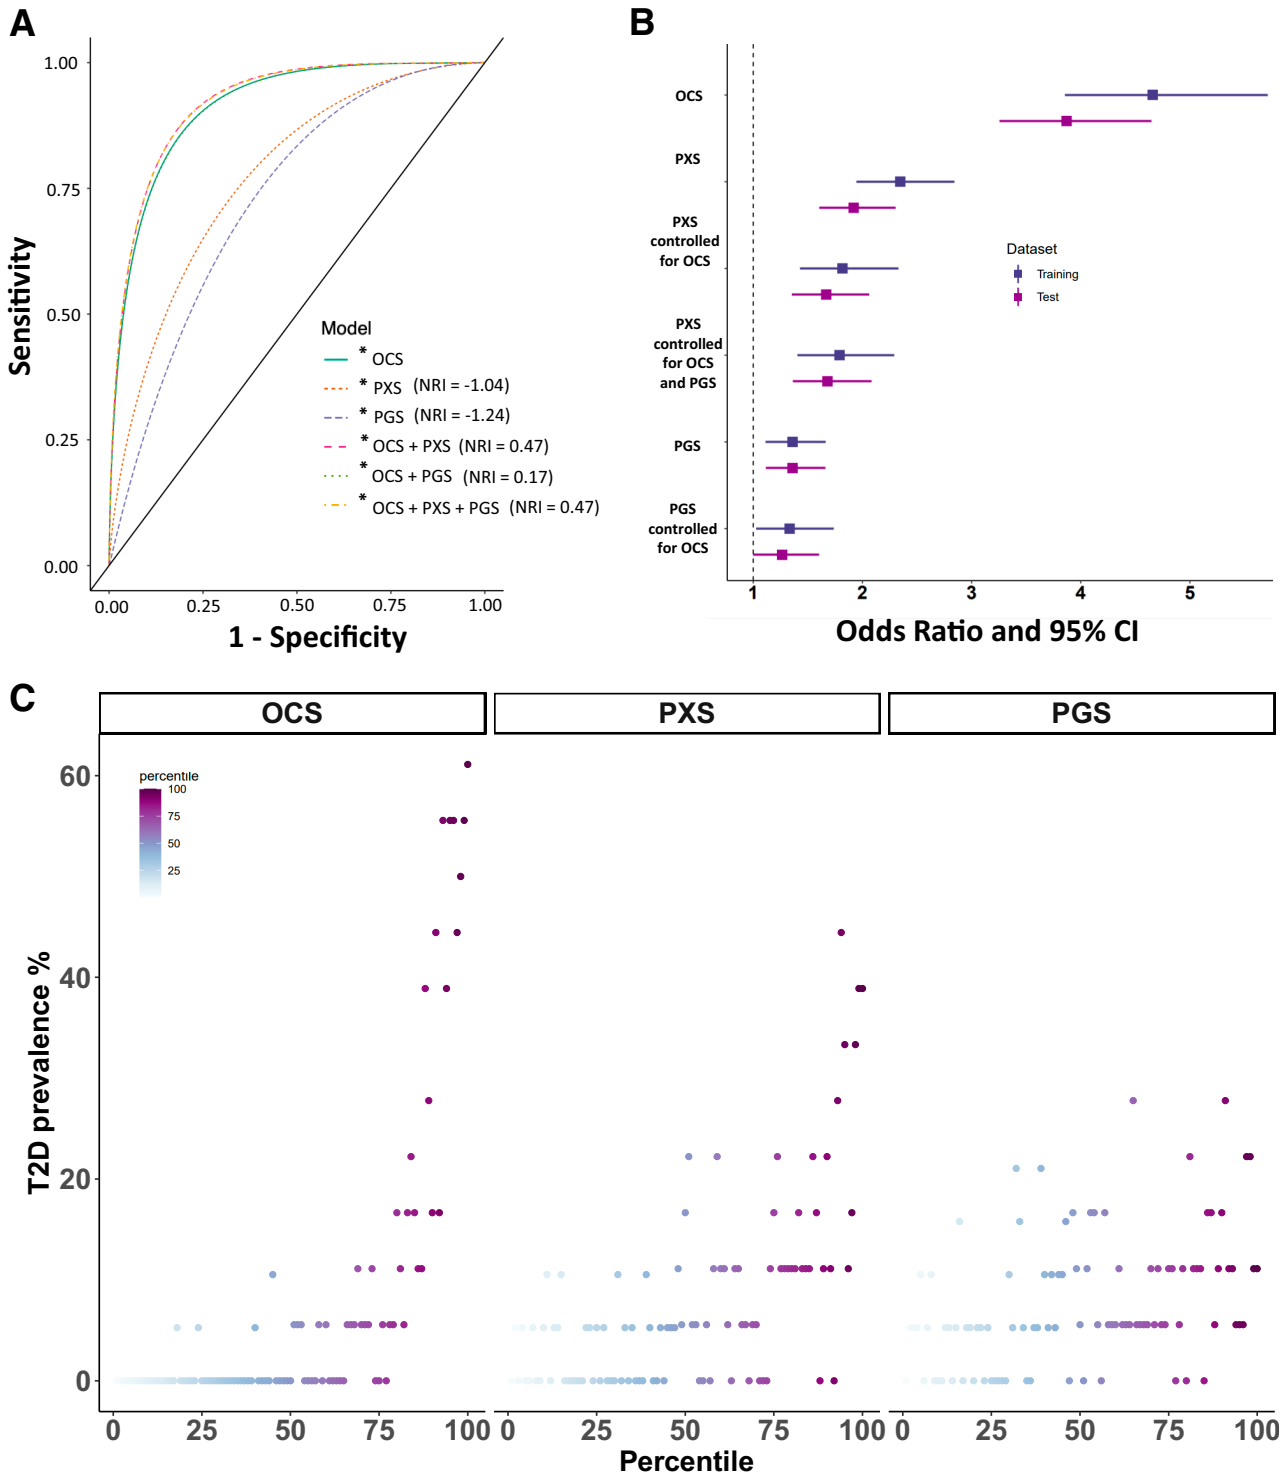 A
1.00
0.75
0.50
0.25
0.00
Sensitivity
0.00 0.25 0.50 0.75 1.00
1 - Specificity
Model
* OCS
* PXS (NRI = -1.04)
* PGS (NRI = -1.24)
* OCS + PXS (NRI = 0.47)
* OCS + PGS (NRI = 0.17)
* OCS + PXS + PGS (NRI = 0.47)
B
OCS
PXS
PXS
controlled
for OCS
PXS
controlled
for OCS
and PGS
PGS
PGS
controlled
for OCS
Dataset
Training
Test
1 2 3 4 5
Odds Ratio and 95% CI
C
OCS PXS PGS
percentile
100
75
50
25
60
40
20
0
T2D prevalence %
0 25 50 75 100 0 25 50 75 100 0 25 50 75 100
Percentile